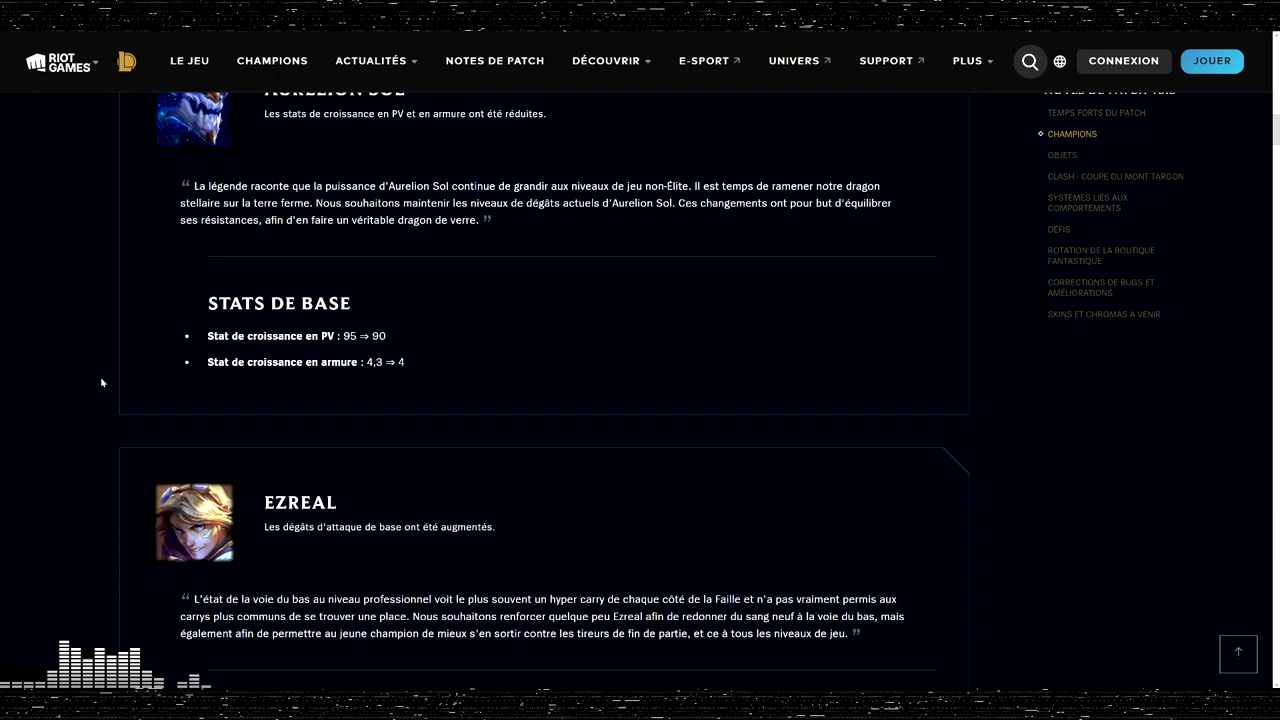 RIOT GAMES
LE JEU
CHAMPIONS
ACTUALITÉS
NOTES DE PATCH
DÉCOUVRIR
E-SPORT
UNIVERS
SUPPORT
PLUS
CONNEXION
JOUER
AURELION SOL
Les stats de croissance en PV et en armure ont été réduites.
“ La légende raconte que la puissance d'Aurelion Sol continue de grandir aux niveaux de jeu non-Élite. Il est temps de ramener notre dragon
stellaire sur la terre ferme. Nous souhaitons maintenir les niveaux de dégâts actuels d'Aurelion Sol. Ces changements ont pour but d'équilibrer
ses résistances, afin d'en faire un véritable dragon de verre. ”
STATS DE BASE
• Stat de croissance en PV : 95 ⇒ 90
• Stat de croissance en armure : 4,3 ⇒ 4
EZREAL
Les dégâts d'attaque de base ont été augmentés.
“ L'état de la voie du bas au niveau professionnel voit le plus souvent un hyper carry de chaque côté de la Faille et n'a pas vraiment permis aux
carrys plus communs de se trouver une place. Nous souhaitons renforcer quelque peu Ezreal afin de redonner du sang neuf à la voie du bas, mais
également afin de permettre au jeune champion de mieux s'en sortir contre les tireurs de fin de partie, et ce à tous les niveaux de jeu. ”
TEMPS FORTS DU PATCH
CHAMPIONS
OBJETS
CLASH - COUPE DU MONT TARGON
SYSTÈMES LIÉS AUX
COMPORTEMENTS
DÉFIS
ROTATION DE LA BOUTIQUE
FANTASTIQUE
CORRECTIONS DE BUGS ET
AMÉLIORATIONS
SKINS ET CHROMAS À VENIR